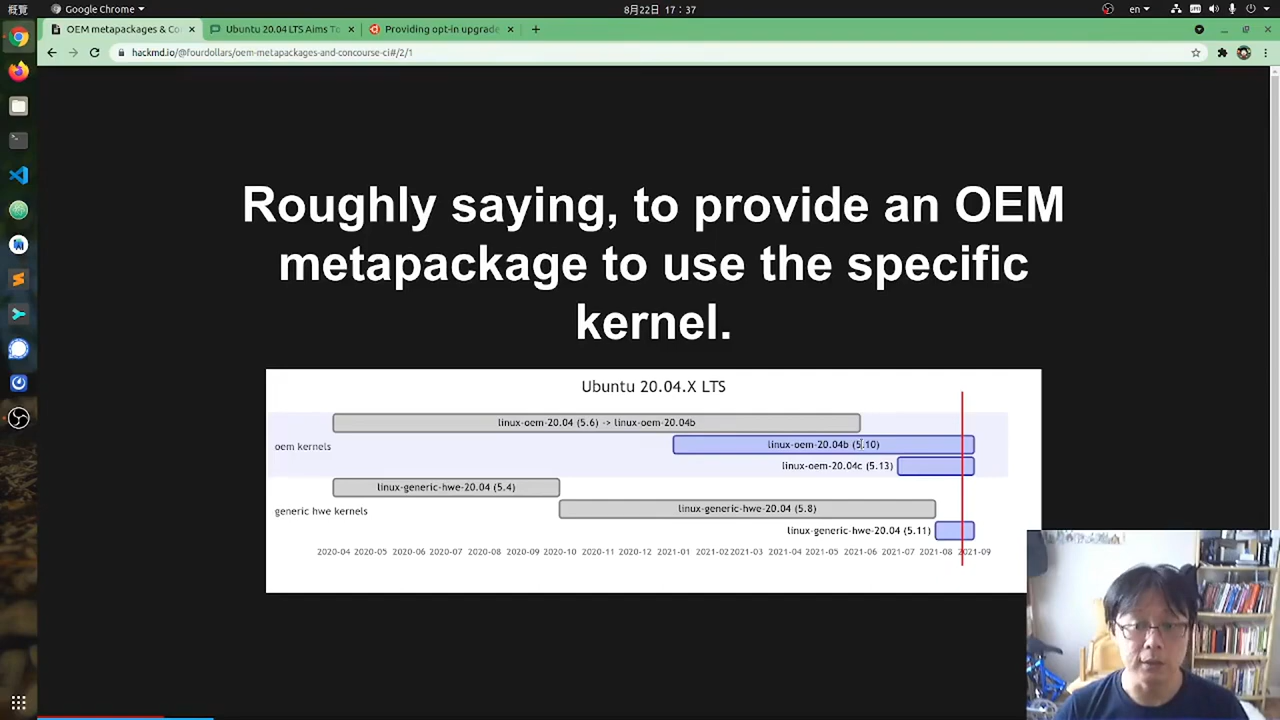 概覧
Google Chrome
8月22日 17:37
en
OEM metapackages & Co
Ubuntu 20.04 LTS Aims To
Providing opt-in upgrade
hackmd.io/@fourdollars/oem-metapackages-and-concourse-ci#/2/1
Roughly saying, to provide an OEM
metapackage to use the specific
kernel.
Ubuntu 20.04.X LTS
linux-oem-20.04 (5.6) -> linux-oem-20.04b
oem kernels
linux-oem-20.04b (5.10)
linux-oem-20.04c (5.13)
linux-generic-hwe-20.04 (5.4)
generic hwe kernels
linux-generic-hwe-20.04 (5.8)
linux-generic-hwe-20.04 (5.11)
2020-04 2020-05 2020-06 2020-07 2020-08 2020-09 2020-10 2020-11 2020-12 2021-01 2021-02 2021-03 2021-04 2021-05 2021-06 2021-07 2021-08 2021-09